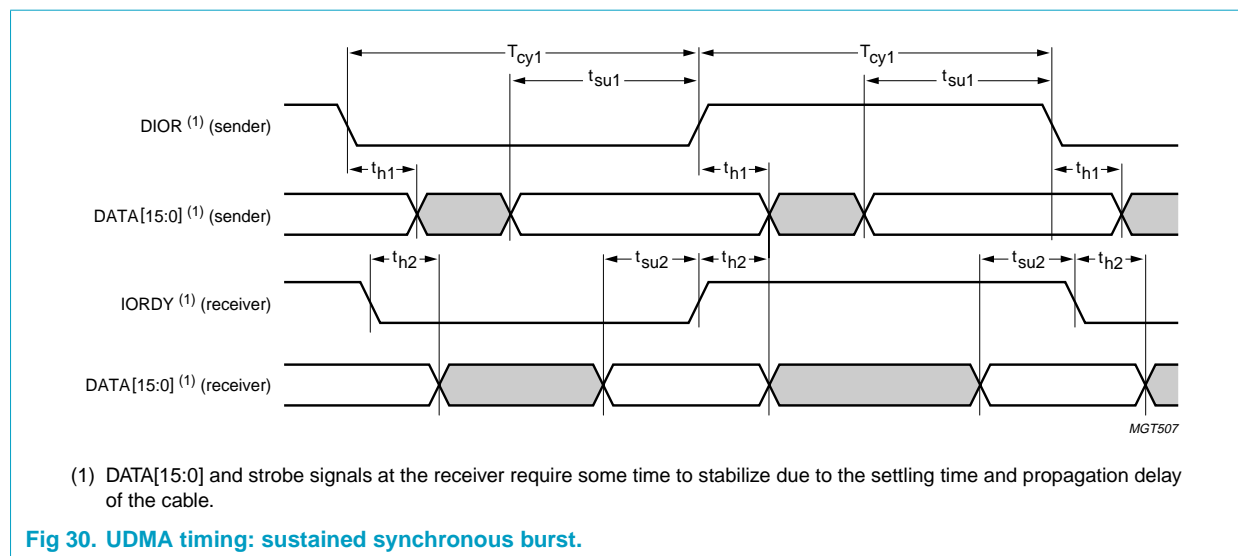 Tcy1 Tcy1
tsu1 tsu1
DIOR (1) (sender)
th1 th1 th1
DATA[15:0] (1) (sender)
th2 tsu2 th2 tsu2 th2
IORDY (1) (receiver)
DATA[15:0] (1) (receiver)
MGT507
(1) DATA[15:0] and strobe signals at the receiver require some time to stabilize due to the settling time and propagation delay
of the cable.
Fig 30. UDMA timing: sustained synchronous burst.